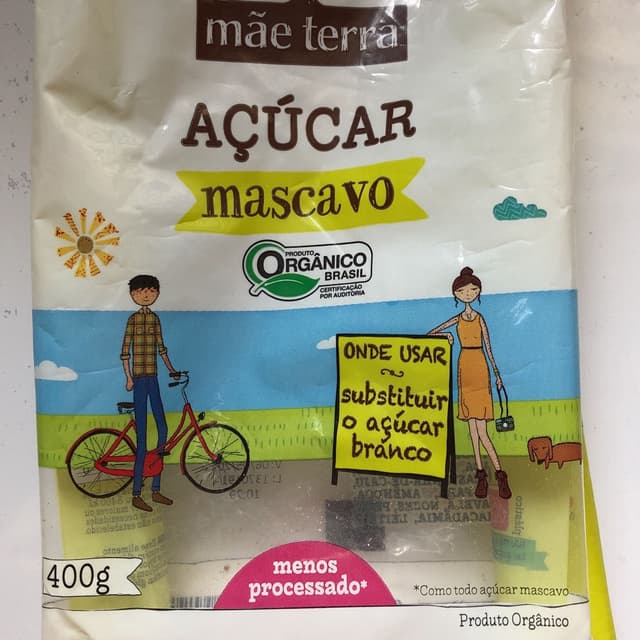 mãe terra
AÇÚCAR
mascavo
PRODUTO
ORGÂNICO
BRASIL
CERTIFICAÇÃO
POR AUDITORIA
ONDE USAR
substituir
o açúcar
branco
400g
menos
processado*
*Como todo açúcar mascavo
Produto Orgânico